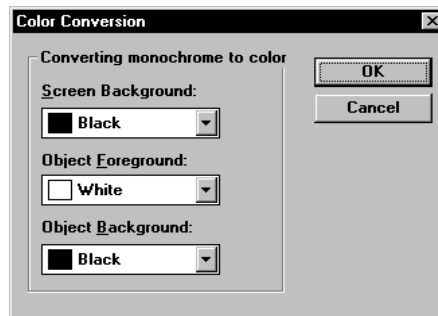 Color Conversion
Converting monochrome to color
Screen Background:
Black
Object Foreground:
White
Object Background:
Black
OK
Cancel